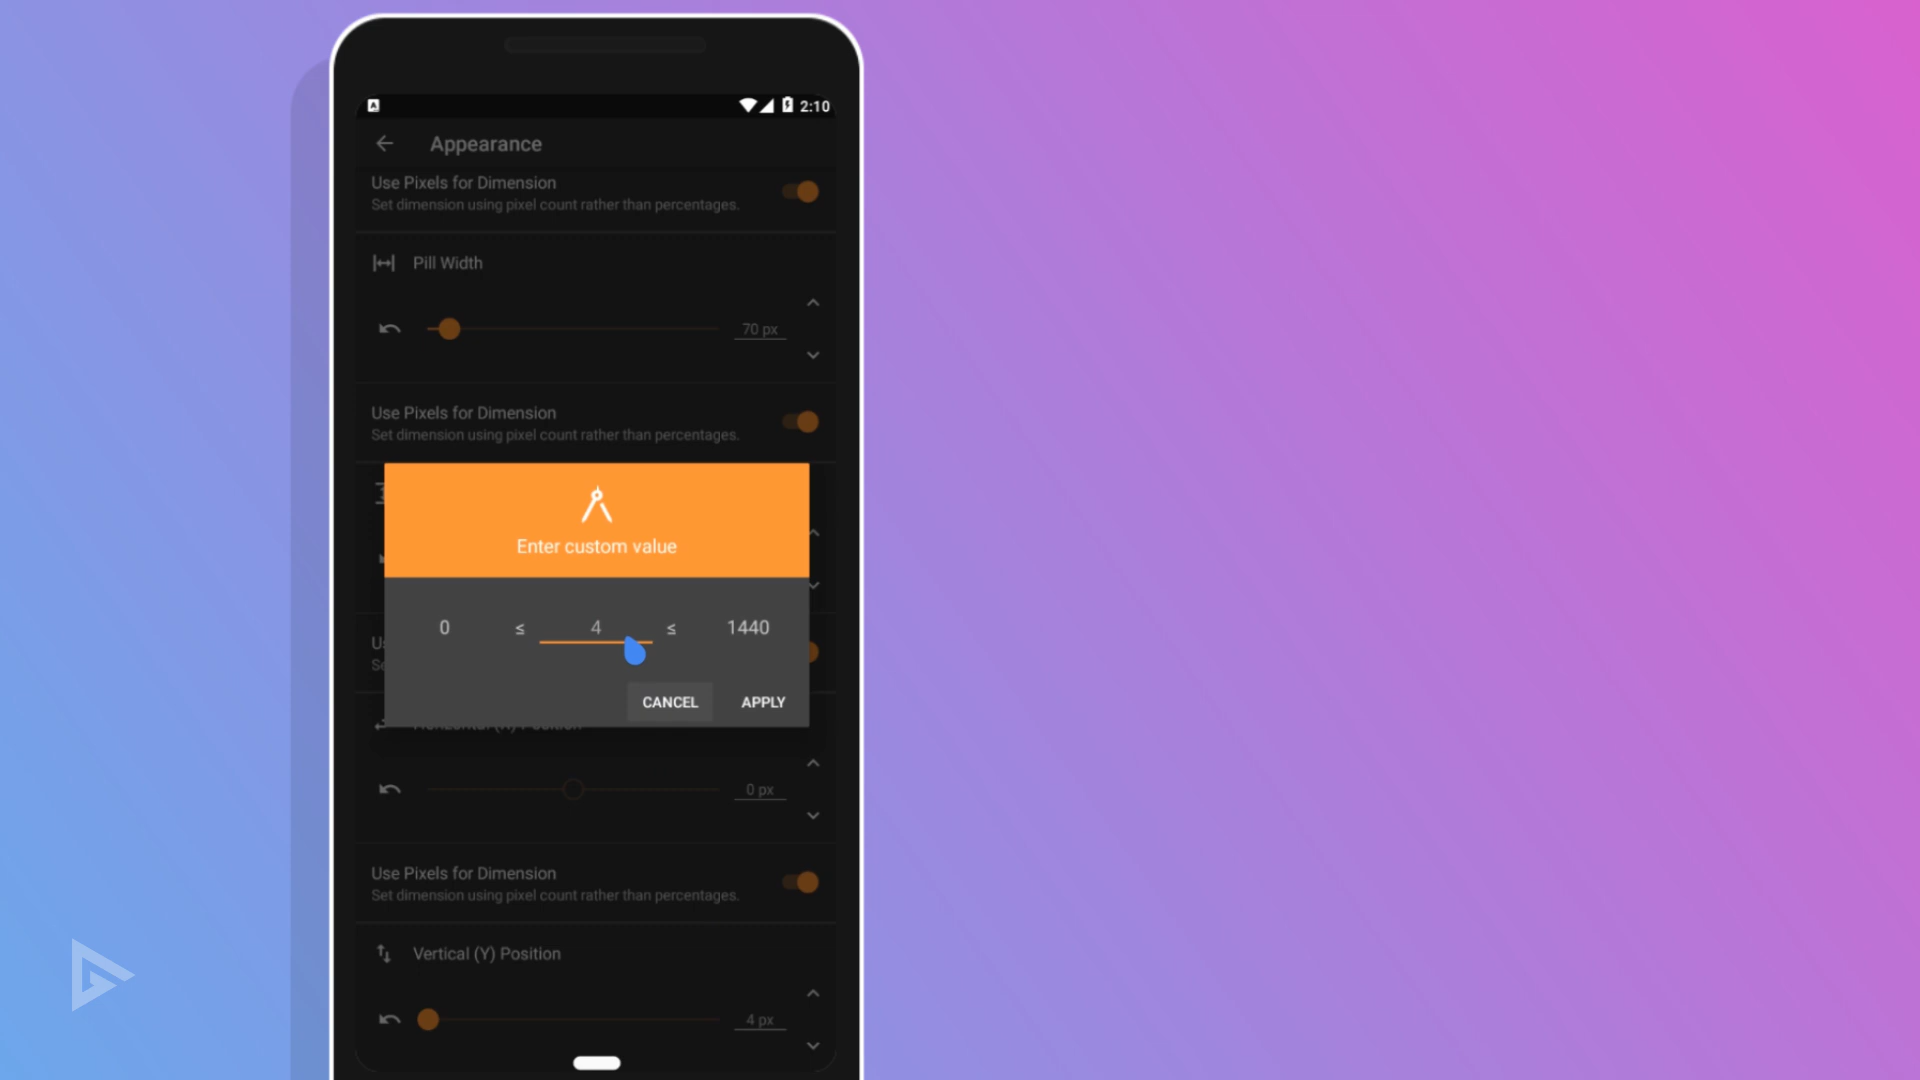 2:10
Appearance
Use Pixels for Dimension
Set dimension using pixel count rather than percentages.
Pill Width
70 px
Use Pixels for Dimension
Set dimension using pixel count rather than percentages.
Enter custom value
0 ≤ 4 ≤ 1440
CANCEL APPLY
Horizontal (X) Position
0 px
Use Pixels for Dimension
Set dimension using pixel count rather than percentages.
Vertical (Y) Position
4 px